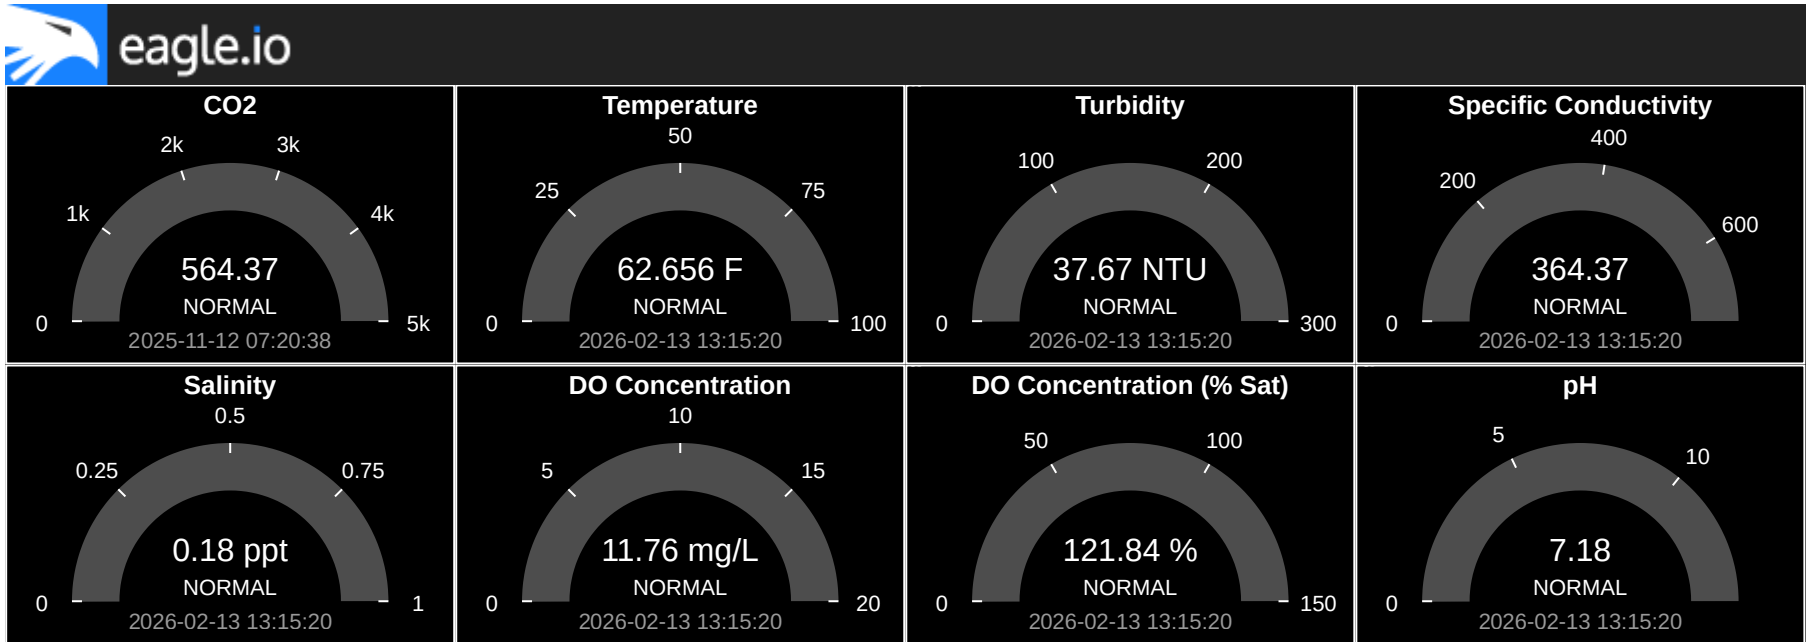 eagle.io
CO2
0
1k
2k
3k
4k
5k
564.37
NORMAL
2025-11-12 07:20:38
Temperature
0
25
50
75
100
62.656 F
NORMAL
2026-02-13 13:15:20
Turbidity
0
100
200
300
37.67 NTU
NORMAL
2026-02-13 13:15:20
Specific Conductivity
0
200
400
600
364.37
NORMAL
2026-02-13 13:15:20
Salinity
0
0.25
0.5
0.75
1
0.18 ppt
NORMAL
2026-02-13 13:15:20
DO Concentration
0
5
10
15
20
11.76 mg/L
NORMAL
2026-02-13 13:15:20
DO Concentration (% Sat)
0
50
100
150
121.84 %
NORMAL
2026-02-13 13:15:20
pH
0
5
10
7.18
NORMAL
2026-02-13 13:15:20